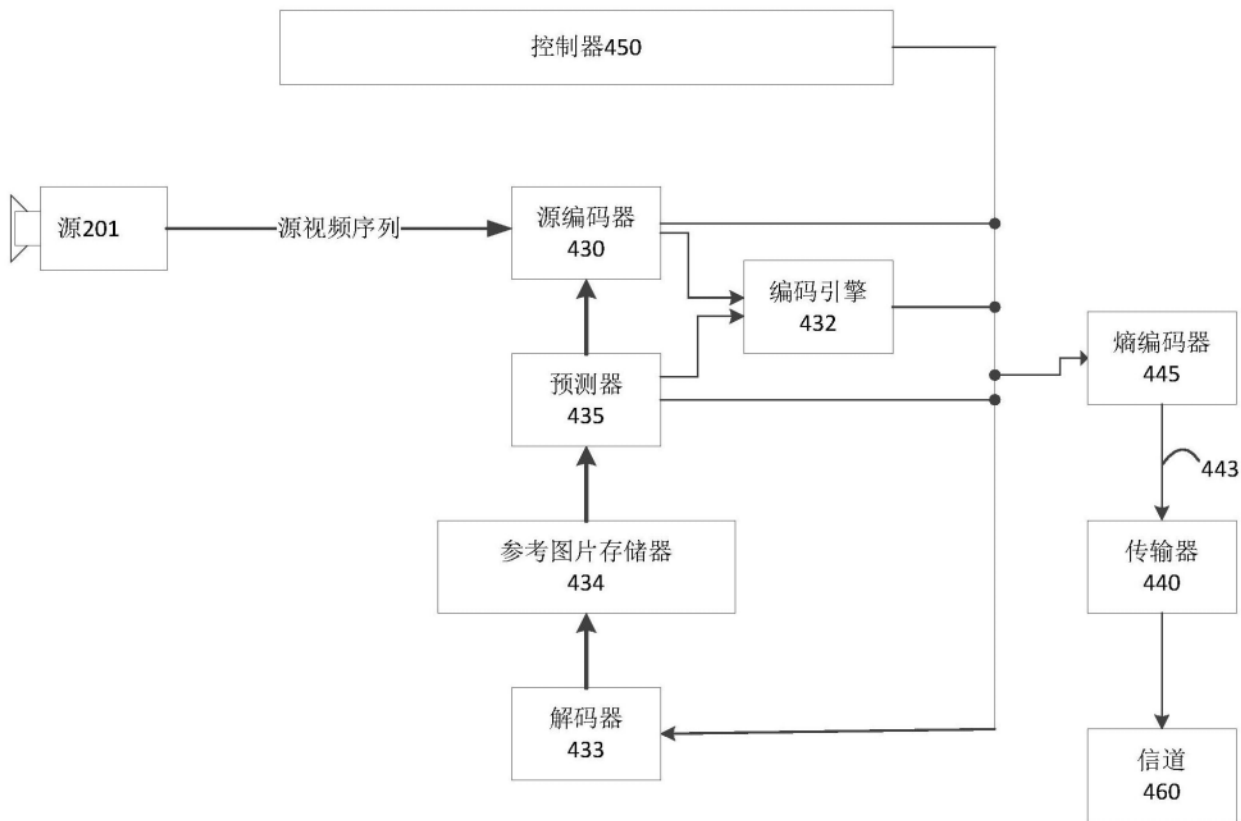 控制器450
源201
源视频序列
源编码器
430
编码引擎
432
熵编码器
445
预测器
435
443
参考图片存储器
434
传输器
440
解码器
433
信道
460